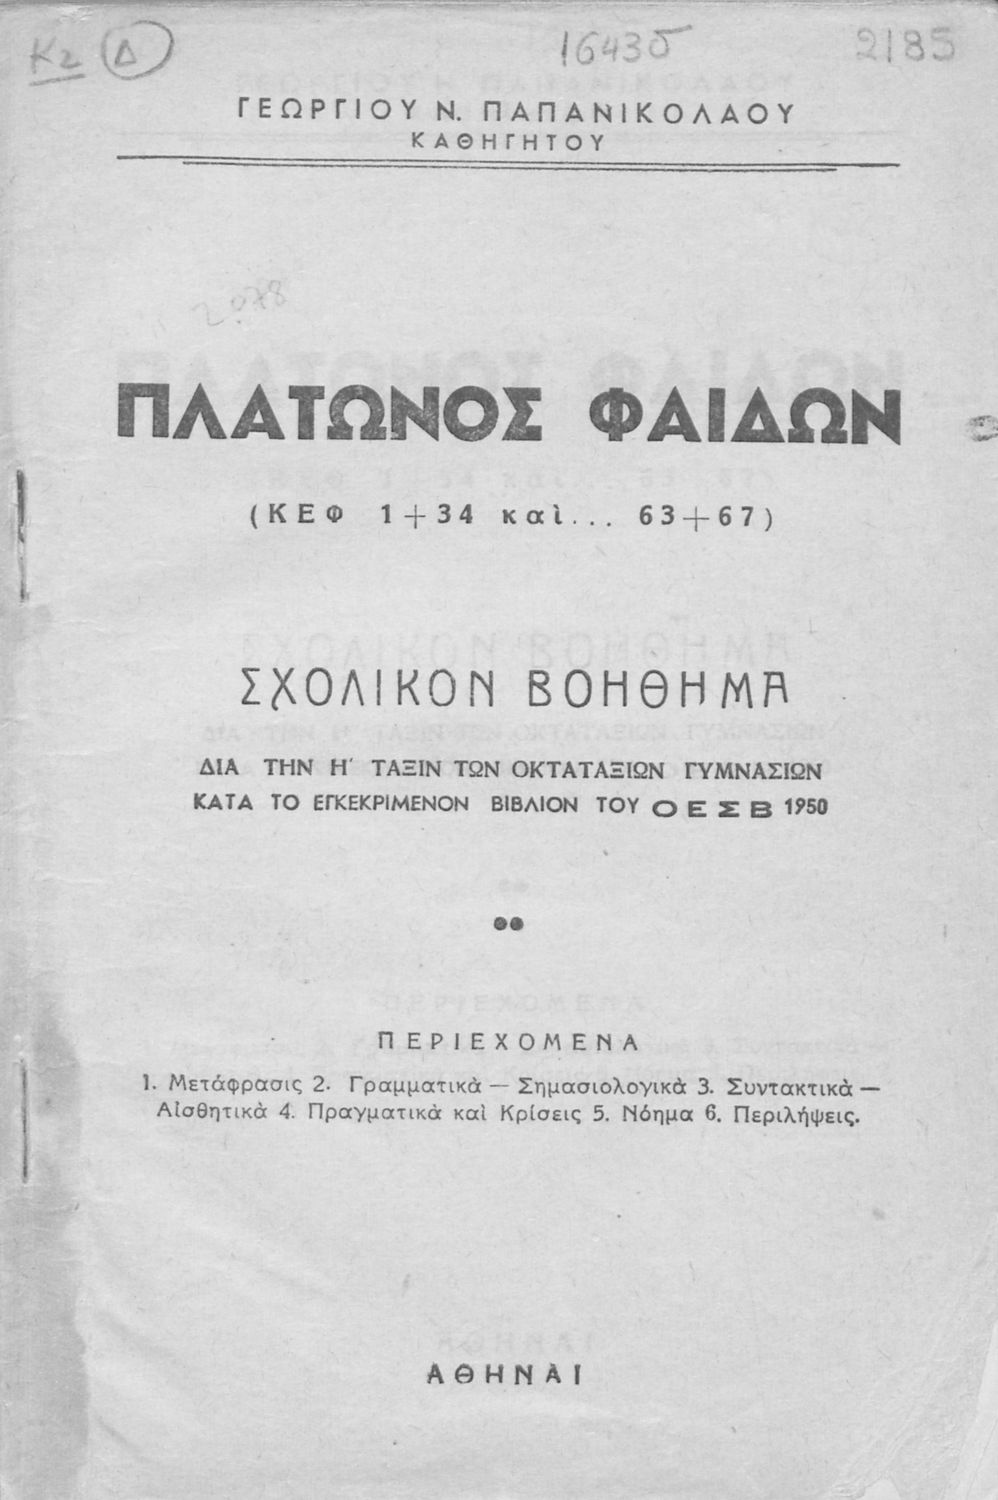 Κ2 Δ 16435 2185
ΓΕΩΡΓΙΟΥ Ν. ΠΑΠΑΝΙΚΟΛΑΟΥ
ΚΑΘΗΓΗΤΟΥ
2078
ΠΛΑΤΩΝΟΣ ΦΑΙΔΩΝ
(ΚΕΦ 1+34 καὶ... 63+67)
ΣΧΟΛΙΚΟΝ ΒΟΗΘΗΜΑ
ΔΙΑ ΤΗΝ Η΄ ΤΑΞΙΝ ΤΩΝ ΟΚΤΑΤΑΞΙΩΝ ΓΥΜΝΑΣΙΩΝ
ΚΑΤΑ ΤΟ ΕΓΚΕΚΡΙΜΕΝΟΝ ΒΙΒΛΙΟΝ ΤΟΥ ΟΕΣΒ 1950
ΠΕΡΙΕΧΟΜΕΝΑ
1. Μετάφρασις 2. Γραμματικὰ — Σημασιολογικὰ 3. Συντακτικὰ —
Αἰσθητικὰ 4. Πραγματικὰ καὶ Κρίσεις 5. Νόημα 6. Περιλήψεις.
ΑΘΗΝΑΙ